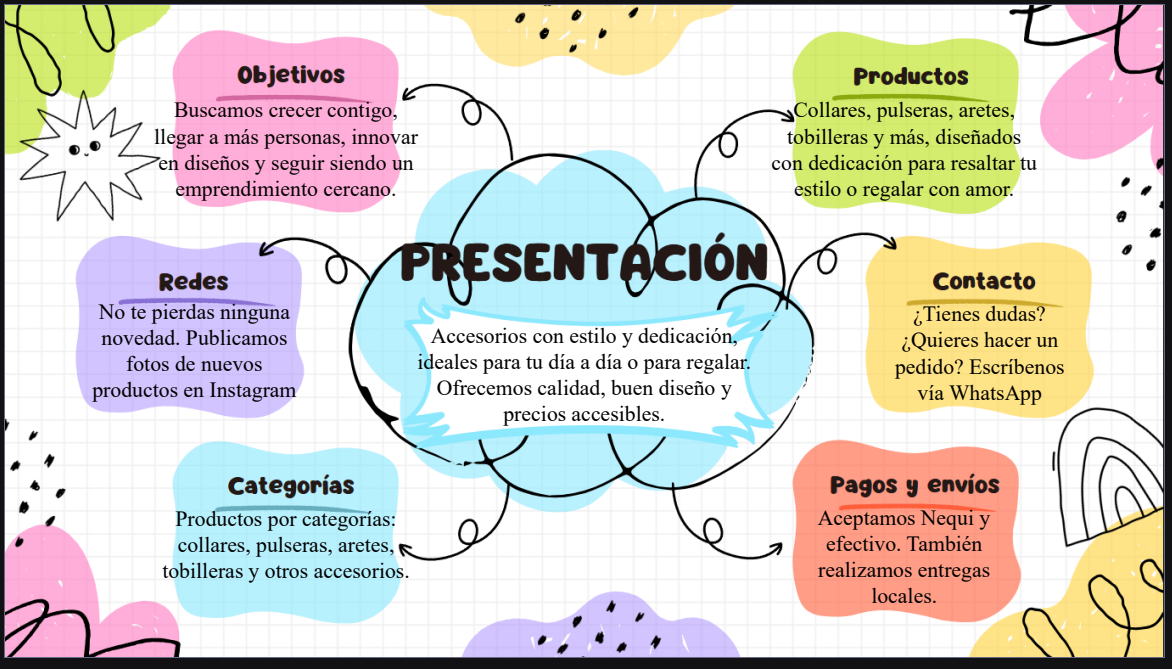 Objetivos
Buscamos crecer contigo,
llegar a más personas, innovar
en diseños y seguir siendo un
emprendimiento cercano.
Productos
Collares, pulseras, aretes,
tobilleras y más, diseñados
con dedicación para resaltar tu
estilo o regalar con amor.
Redes
No te pierdas ninguna
novedad. Publicamos
fotos de nuevos
productos en Instagram
PRESENTACIÓN
Accesorios con estilo y dedicación,
ideales para tu día a día o para regalar.
Ofrecemos calidad, buen diseño y
precios accesibles.
Contacto
¿Tienes dudas?
¿Quieres hacer un
pedido? Escríbenos
vía WhatsApp
Categorías
Productos por categorías:
collares, pulseras, aretes,
tobilleras y otros accesorios.
Pagos y envíos
Aceptamos Nequi y
efectivo. También
realizamos entregas
locales.